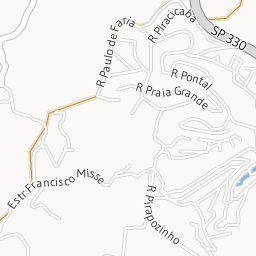 R Piracicaba
SP 330
R Paulo de Faria
R Pontal
R Praia Grande
Estr Francisco Misse
R Pirapozinho